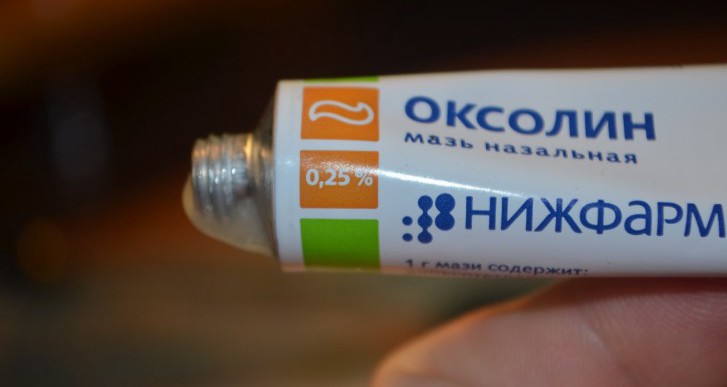 ОКСОЛИН
мазь назальная
0,25 %
НИЖФАРМ
1 г мази содержит: